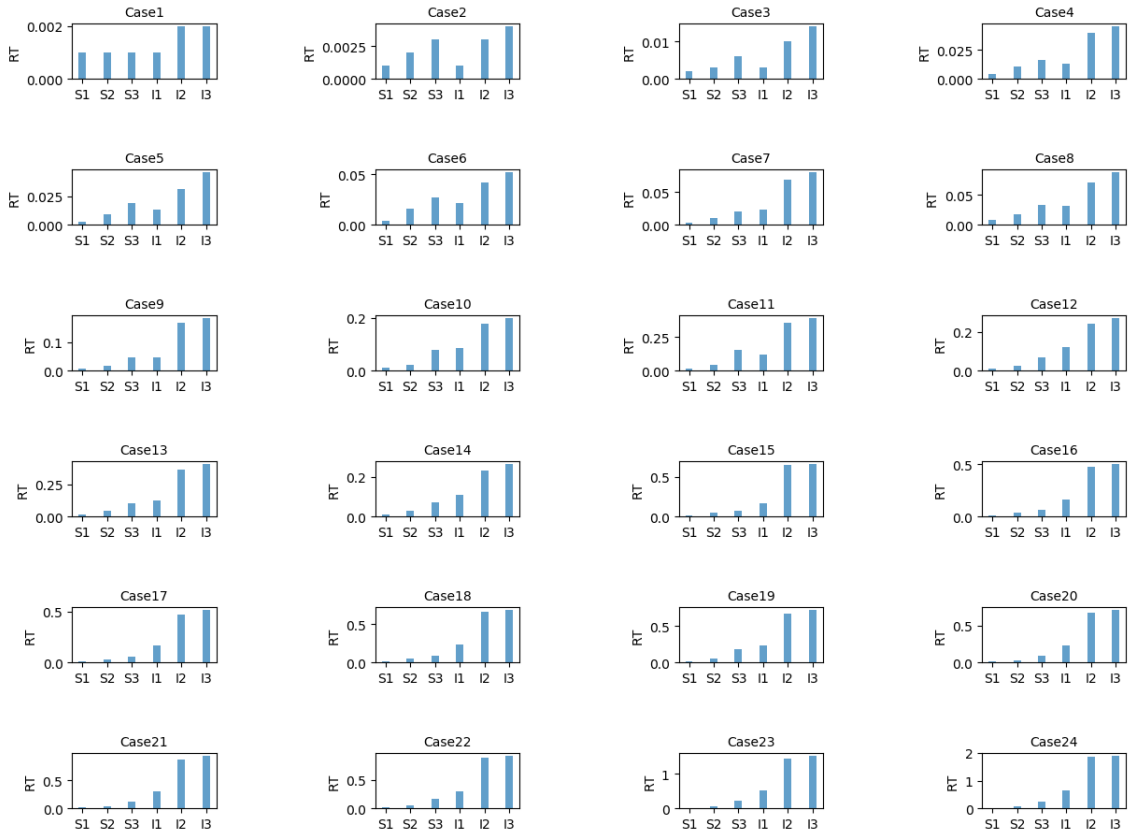 Case1 Case2 Case3 Case4
0.002 0.0025 0.01 0.025
0.000 0.0000 0.00 0.000
RT RT RT
S1 S2 S3 I1 I2 I3 S1 S2 S3 I1 I2 I3 S1 S2 S3 I1 I2 I3 S1 S2 S3 I1 I2 I3
Case5 Case6 Case7 Case8
0.025 0.05 0.05 0.05
0.000 0.00 0.00 0.00
RT RT RT RT
S1 S2 S3 I1 I2 I3 S1 S2 S3 I1 I2 I3 S1 S2 S3 I1 I2 I3 S1 S2 S3 I1 I2 I3
Case9 Case10 Case11 Case12
0.1 0.2 0.25 0.2
0.0 0.0 0.00 0.0
RT RT RT RT
S1 S2 S3 I1 I2 I3 S1 S2 S3 I1 I2 I3 S1 S2 S3 I1 I2 I3 S1 S2 S3 I1 I2 I3
Case13 Case14 Case15 Case16
0.25 0.2 0.5 0.5
0.00 0.0 0.0 0.0
RT RT RT RT
S1 S2 S3 I1 I2 I3 S1 S2 S3 I1 I2 I3 S1 S2 S3 I1 I2 I3 S1 S2 S3 I1 I2 I3
Case17 Case18 Case19 Case20
0.5 0.5 0.5 0.5
0.0 0.0 0.0 0.0
RT RT RT RT
S1 S2 S3 I1 I2 I3 S1 S2 S3 I1 I2 I3 S1 S2 S3 I1 I2 I3 S1 S2 S3 I1 I2 I3
Case21 Case22 Case23 Case24
0.5 0.5 1 2
1
0.0 0.0 0 0
RT RT RT RT
S1 S2 S3 I1 I2 I3 S1 S2 S3 I1 I2 I3 S1 S2 S3 I1 I2 I3 S1 S2 S3 I1 I2 I3